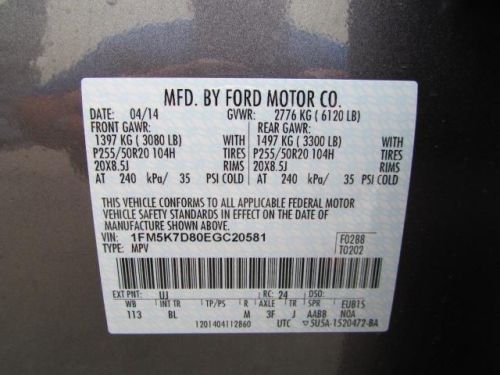 MFD. BY FORD MOTOR CO.
DATE: 04/14 GVWR: 2776 KG ( 6120 LB)
FRONT GAWR: REAR GAWR:
1397 KG ( 3080 LB) WITH 1497 KG ( 3300 LB) WITH
P255/50R20 104H TIRES P255/50R20 104H TIRES
20X8.5J RIMS 20X8.5J RIMS
AT 240 kPa/ 35 PSI COLD AT 240 kPa/ 35 PSI COLD
THIS VEHICLE CONFORMS TO ALL APPLICABLE FEDERAL MOTOR
VEHICLE SAFETY STANDARDS IN EFFECT ON THE DATE OF
MANUFACTURE SHOWN ABOVE.
VIN: 1FM5K7D80EGC20581 F0288
TYPE: MPV T0202
EXT PNT: UJ RC: 24 DSO:
WB INT TR TP/PS R AXLE TR SPR EUB15
113 BL M 3F J AABB NOA
1201404112860 UTC 5U5A-1520472-BA